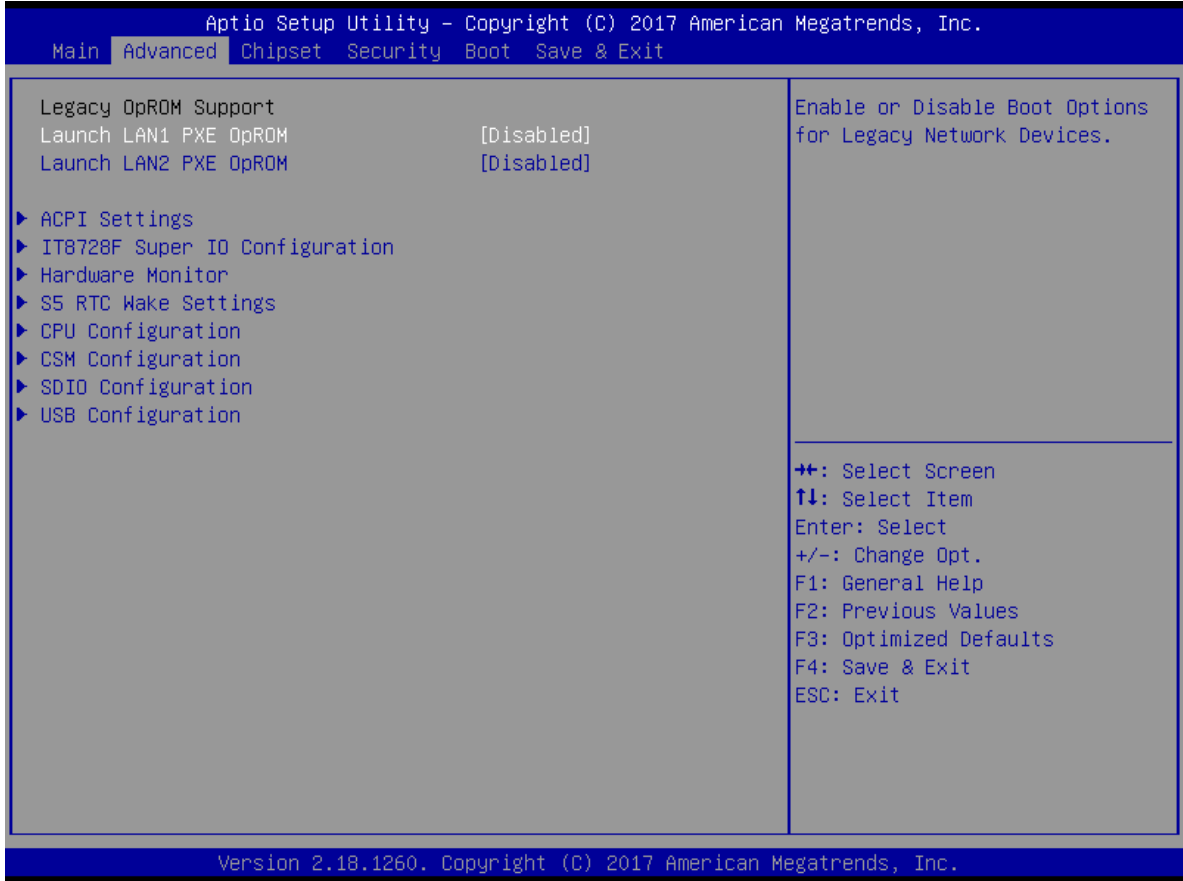 Aptio Setup Utility – Copyright (C) 2017 American Megatrends, Inc.
Main Advanced Chipset Security Boot Save & Exit
Legacy OpROM Support
Launch LAN1 PXE OpROM [Disabled]
Launch LAN2 PXE OpROM [Disabled]
► ACPI Settings
► IT8728F Super IO Configuration
► Hardware Monitor
► S5 RTC Wake Settings
► CPU Configuration
► CSM Configuration
► SDIO Configuration
► USB Configuration
Enable or Disable Boot Options
for Legacy Network Devices.
→←: Select Screen
↑↓: Select Item
Enter: Select
+/-: Change Opt.
F1: General Help
F2: Previous Values
F3: Optimized Defaults
F4: Save & Exit
ESC: Exit
Version 2.18.1260. Copyright (C) 2017 American Megatrends, Inc.